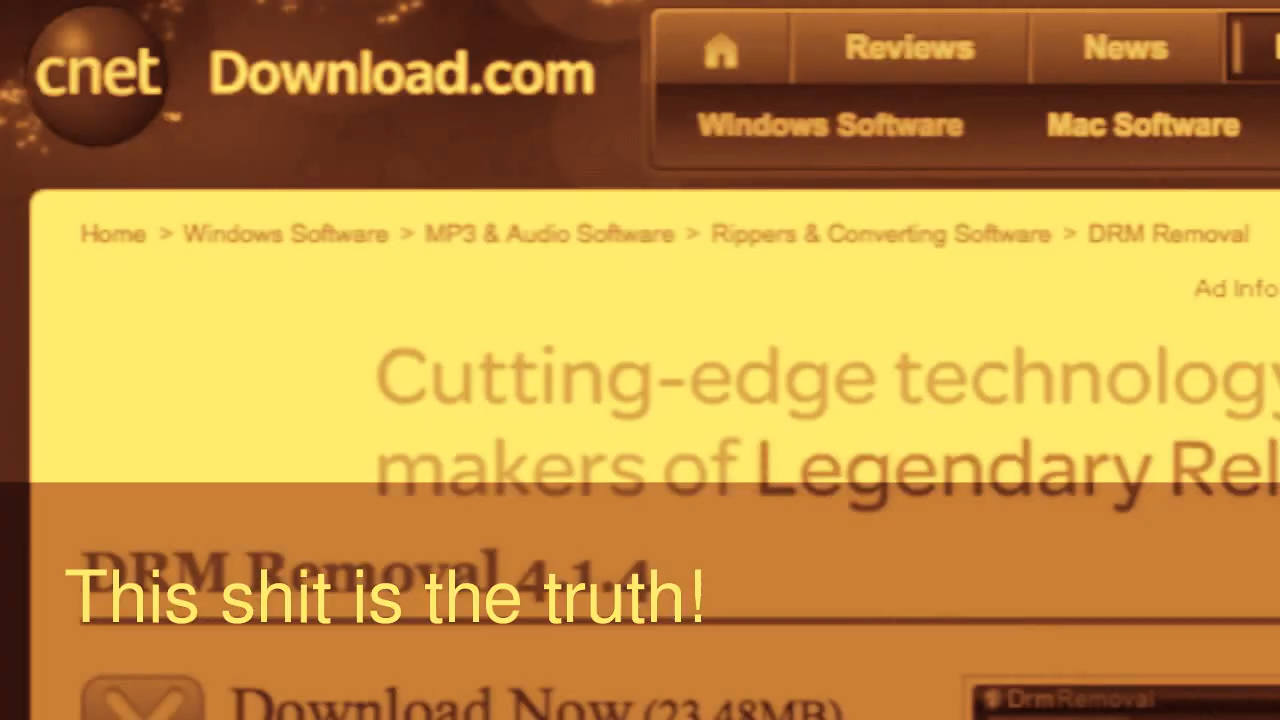 cnet Download.com
Reviews News
Windows Software Mac Software
Home > Windows Software > MP3 & Audio Software > Rippers & Converting Software > DRM Removal
Ad Info
Cutting-edge technology
makers of Legendary Rel
DRM Removal 4.1.4
This shit is the truth!
Download Now (23.48MB)
DrmRemoval